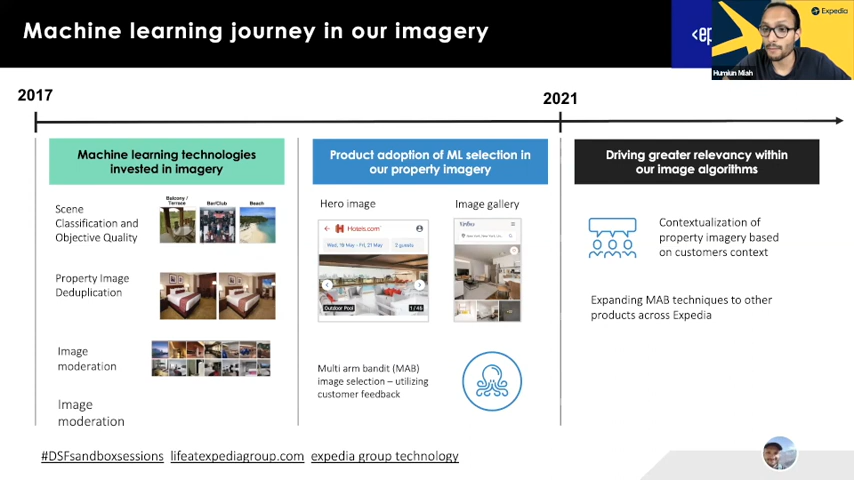 Machine learning journey in our imagery
<ep
Expedia
Humiun Miah
2017
2021
Machine learning technologies
invested in imagery
Product adoption of ML selection in
our property imagery
Driving greater relevancy within
our image algorithms
Scene
Classification and
Objective Quality
Balcony /
Terrace
Bar/Club
Beach
Property Image
Deduplication
Image
moderation
Image
moderation
Hero image
Image gallery
Hotels.com
Wed, 19 May - Fri, 21 May
2 guests
Outdoor Pool
1/46
Vrbo
Multi arm bandit (MAB)
image selection – utilizing
customer feedback
Contextualization of
property imagery based
on customers context
Expanding MAB techniques to other
products across Expedia
#DSFsandboxsessions lifeatexpediagroup.com expedia group technology